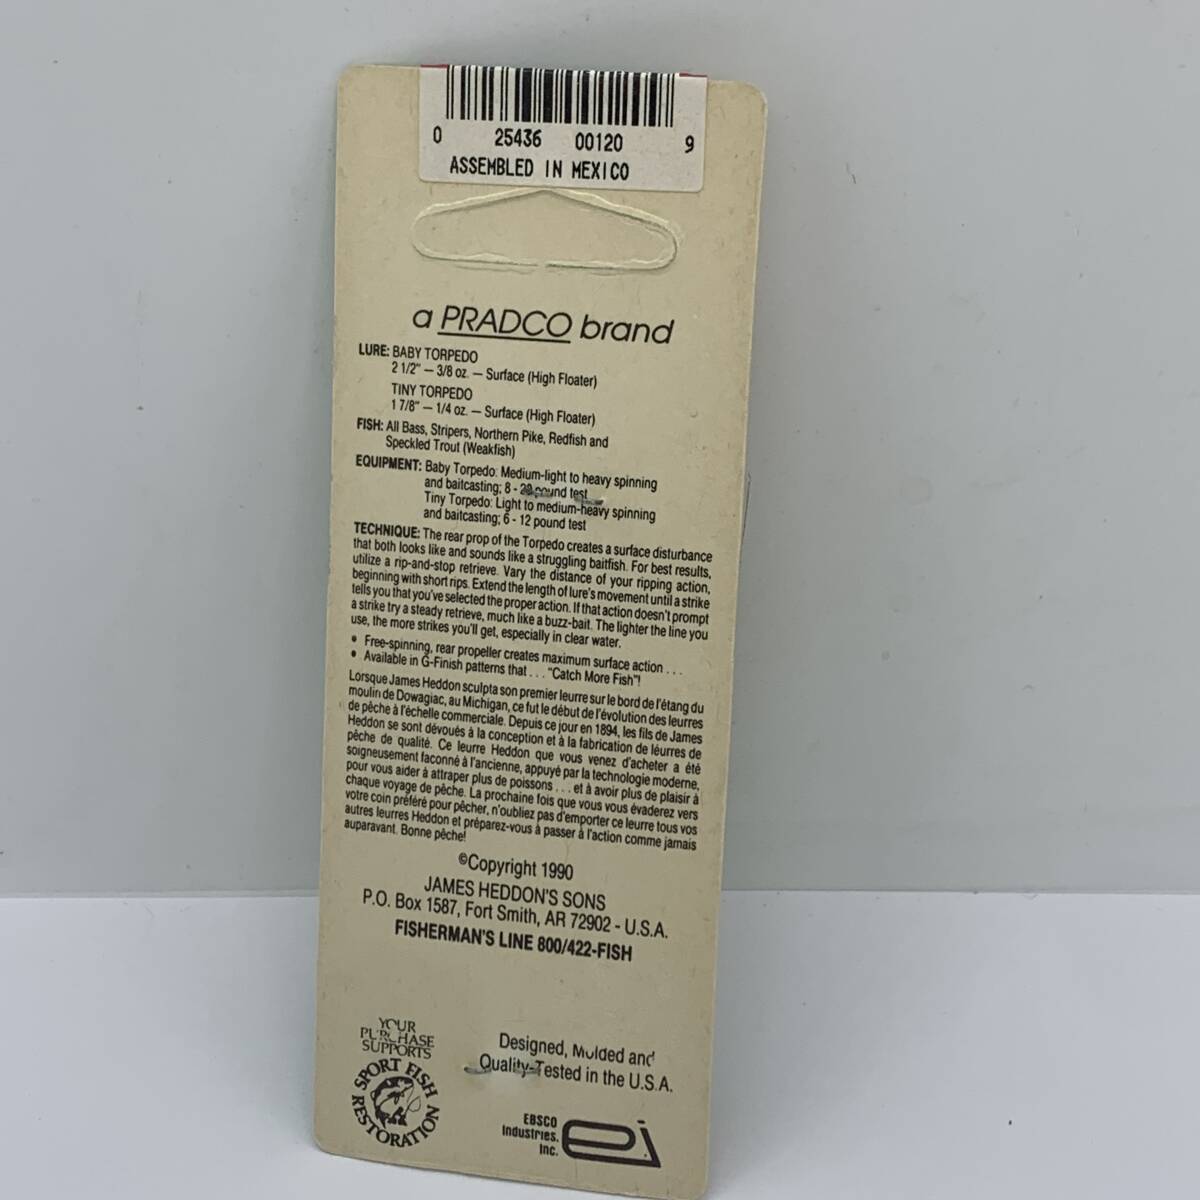 0 25436 00120 9
ASSEMBLED IN MEXICO
a PRADCO brand
LURE: BABY TORPEDO
2 1/2" — 3/8 oz. — Surface (High Floater)
TINY TORPEDO
1 7/8" — 1/4 oz. — Surface (High Floater)
FISH: All Bass, Stripers, Northern Pike, Redfish and
Speckled Trout (Weakfish)
EQUIPMENT: Baby Torpedo: Medium-light to heavy spinning
and baitcasting; 8 - 20 pound test
Tiny Torpedo: Light to medium-heavy spinning
and baitcasting; 6 - 12 pound test
TECHNIQUE: The rear prop of the Torpedo creates a surface disturbance
that both looks like and sounds like a struggling baitfish. For best results,
utilize a rip-and-stop retrieve. Vary the distance of your ripping action,
beginning with short rips. Extend the length of lure's movement until a strike
tells you that you've selected the proper action. If that action doesn't prompt
a strike try a steady retrieve, much like a buzz-bait. The lighter the line you
use, the more strikes you'll get, especially in clear water.
• Free-spinning, rear propeller creates maximum surface action . . .
• Available in G-Finish patterns that . . . "Catch More Fish"!
Lorsque James Heddon sculpta son premier leurre sur le bord de l'étang du
moulin de Dowagiac, au Michigan, ce fut le début de l'évolution des leurres
de pêche à l'échelle commerciale. Depuis ce jour en 1894, les fils de James
Heddon se sont dévoués à la conception et à la fabrication de léurres de
pêche de qualité. Ce leurre Heddon que vous venez d'acheter a été
soigneusement faconné à l'ancienne, appuyé par la technologie moderne,
pour vous aider à attraper plus de poissons . . . et à avoir plus de plaisir à
chaque voyage de pêche. La prochaine fois que vous vous évaderez vers
votre coin préféré pour pêcher, n'oubliez pas d'emporter ce leurre tous vos
autres leurres Heddon et préparez-vous à passer à l'action comme jamais
auparavant. Bonne pêche!
©Copyright 1990
JAMES HEDDON'S SONS
P.O. Box 1587, Fort Smith, AR 72902 - U.S.A.
FISHERMAN'S LINE 800/422-FISH
YOUR
PURCHASE
SUPPORTS
SPORT FISH
RESTORATION
Designed, Molded and
Quality-Tested in the U.S.A.
EBSCO
Industries,
Inc.
ei